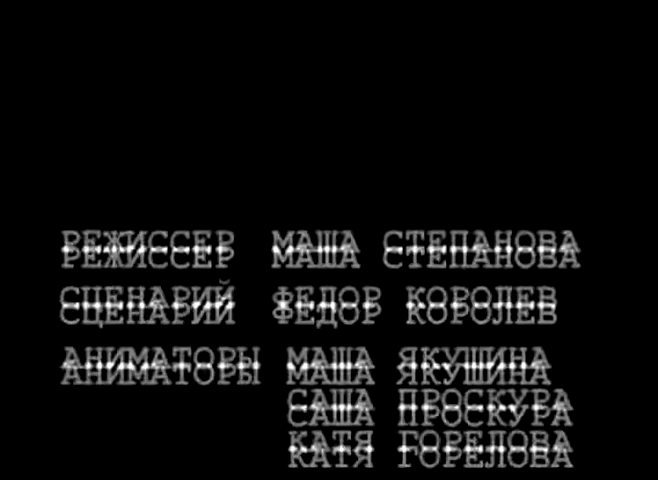 РЕЖИССЕР МАША СТЕПАНОВА
СЦЕНАРИЙ ФЕДОР КОРОЛЕВ
АНИМАТОРЫ МАША ЯКУШИНА
САША ПРОСКУРА
КАТЯ ГОРЕЛОВА